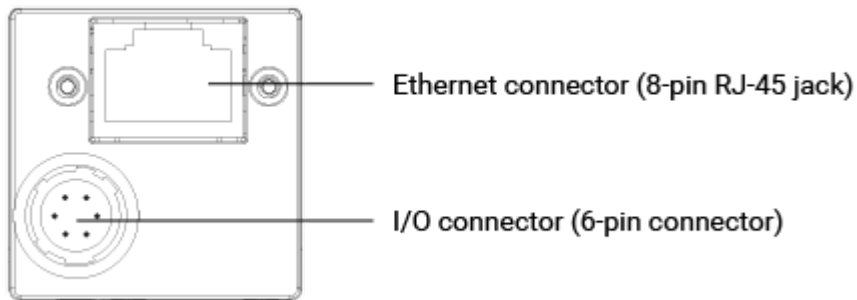 Ethernet connector (8-pin RJ-45 jack)
I/O connector (6-pin connector)